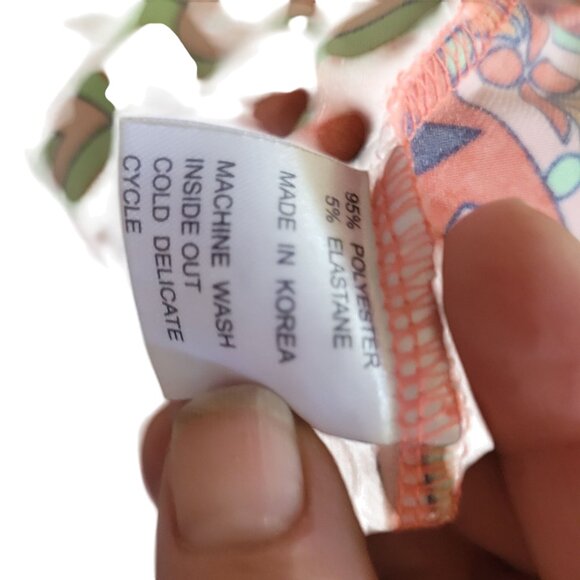 95% POLYESTER
5% ELASTANE
MADE IN KOREA
MACHINE WASH
INSIDE OUT
COLD DELICATE
CYCLE